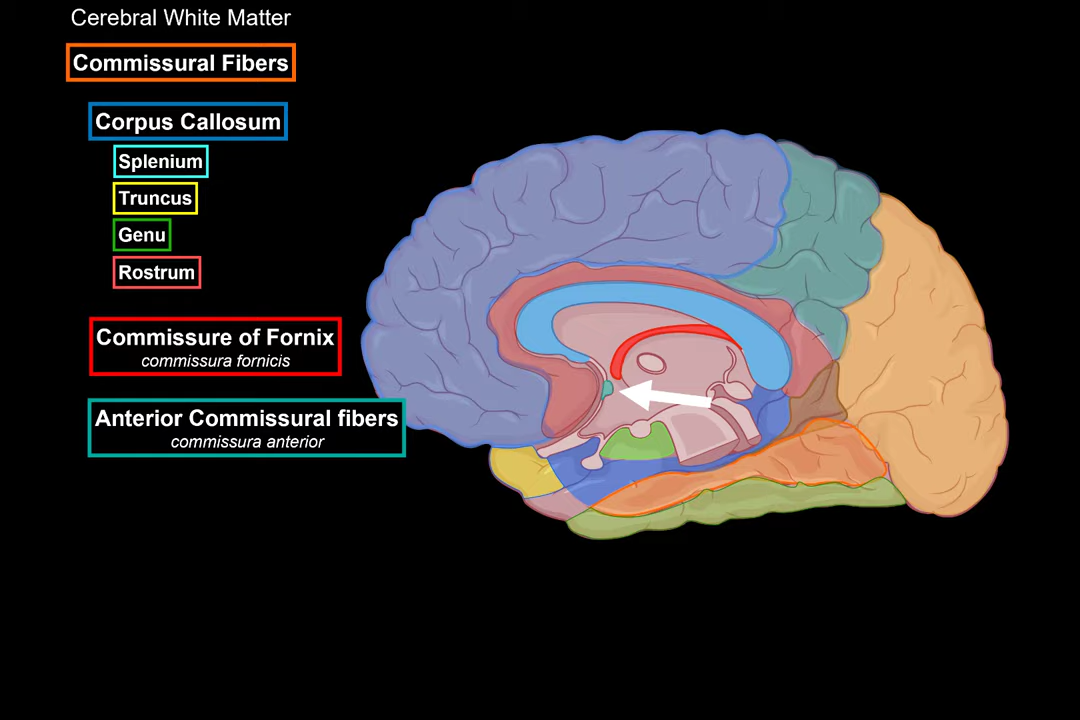 Cerebral White Matter
Commissural Fibers
Corpus Callosum
Splenium
Truncus
Genu
Rostrum
Commissure of Fornix
commissura fornicis
Anterior Commissural fibers
commissura anterior